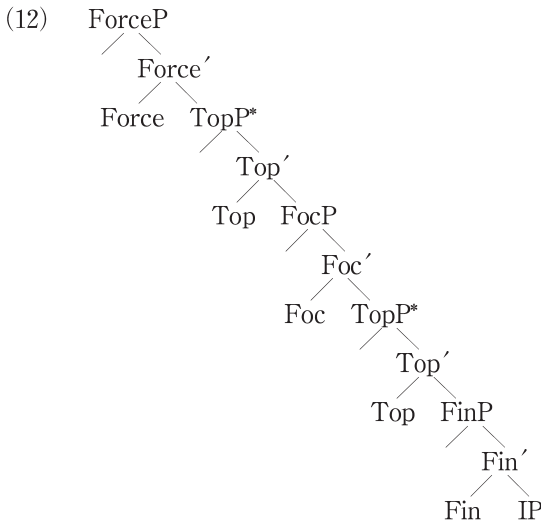 (12) ForceP
Force′
Force TopP*
Top′
Top FocP
Foc′
Foc TopP*
Top′
Top FinP
Fin′
Fin IP